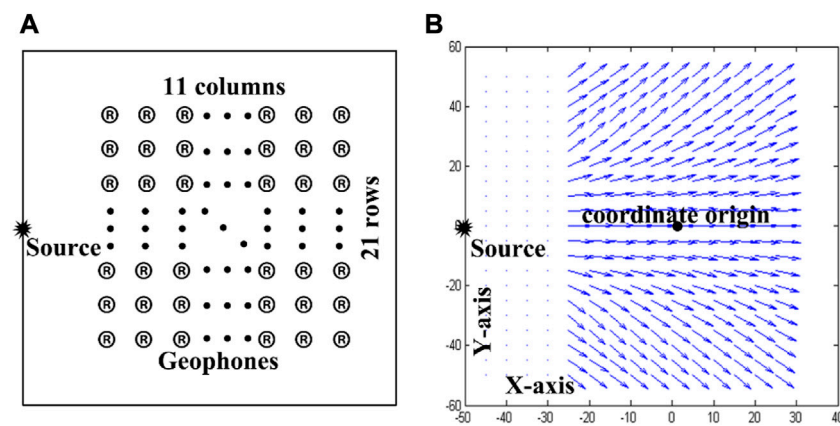 A
11 columns
R R R R R R
R R R R R R
R R R R R R
21 rows
Source
R R R R R R
R R R R R R
R R R R R R
Geophones
B
60
40
20
0
-20
-40
-60
coordinate origin
Source
Y-axis
X-axis
-50 -40 -30 -20 -10 0 10 20 30 40